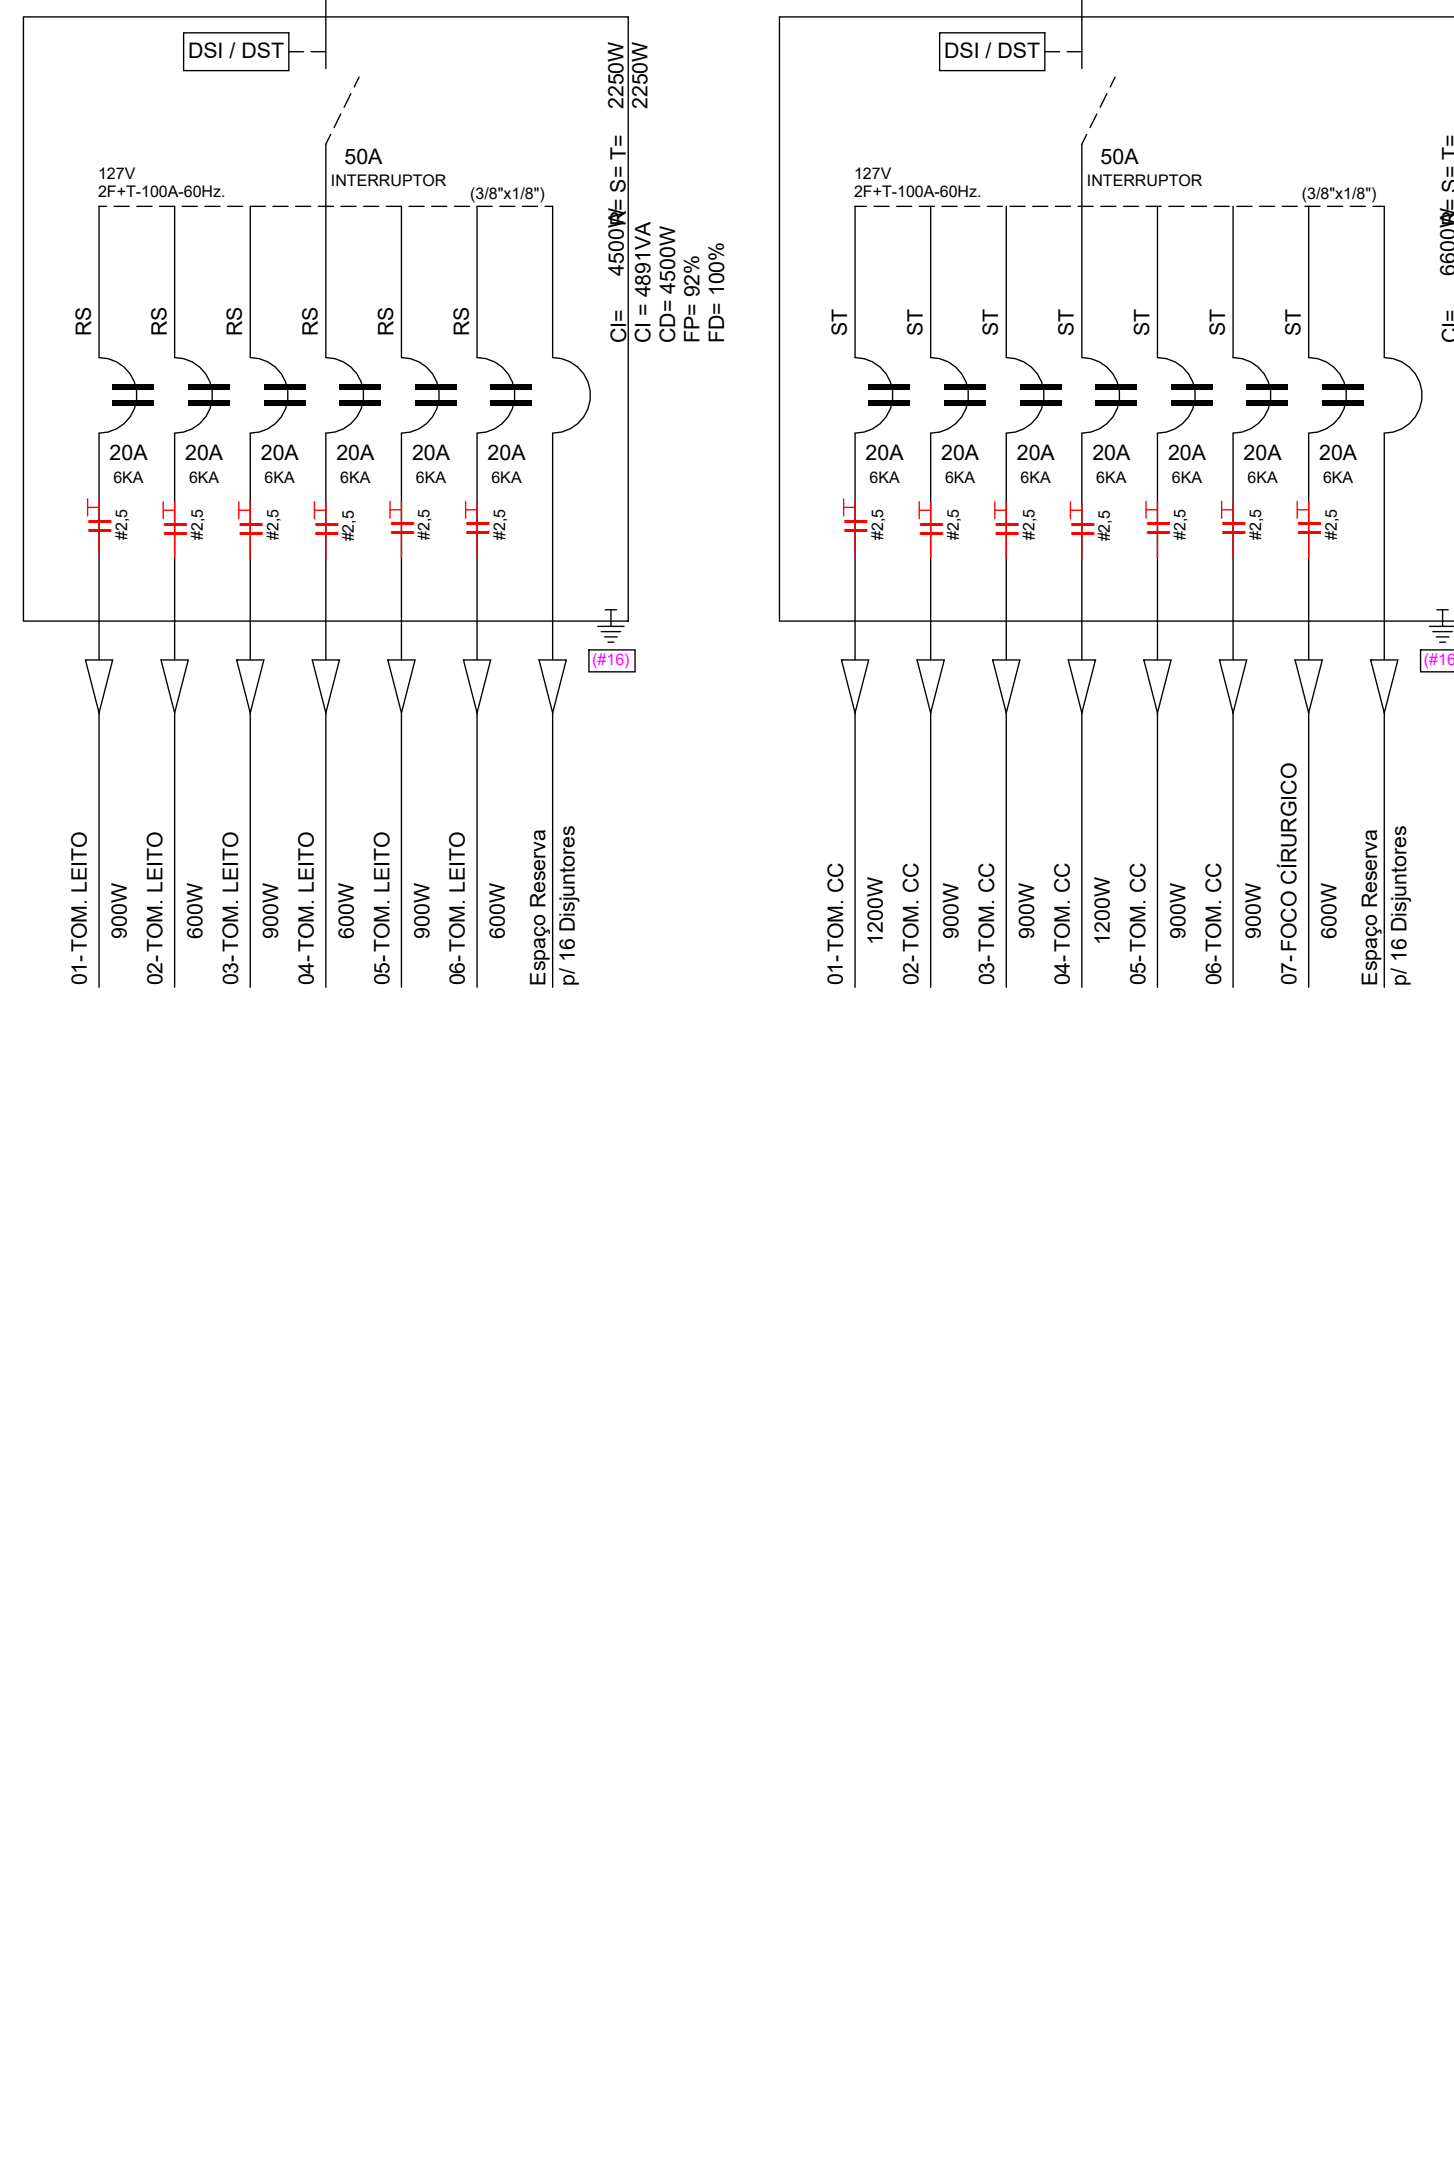 DSI / DST
50A
INTERRUPTOR
127V
2F+T-100A-60Hz.
(3/8"x1/8")
RS
RS
RS
RS
RS
RS
20A
6KA
20A
6KA
20A
6KA
20A
6KA
20A
6KA
20A
6KA
#2,5
#2,5
#2,5
#2,5
#2,5
#2,5
R= S= T=
2250W
2250W
CI= 4500W
CI = 4891VA
CD= 4500W
FP= 92%
FD= 100%
(#16)
01- TOM. LEITO
900W
02- TOM. LEITO
600W
03- TOM. LEITO
900W
04- TOM. LEITO
600W
05- TOM. LEITO
900W
06- TOM. LEITO
600W
Espaço Reserva
p/ 16 Disjuntores
DSI / DST
50A
INTERRUPTOR
127V
2F+T-100A-60Hz.
(3/8"x1/8")
ST
ST
ST
ST
ST
ST
ST
20A
6KA
20A
6KA
20A
6KA
20A
6KA
20A
6KA
20A
6KA
20A
6KA
#2,5
#2,5
#2,5
#2,5
#2,5
#2,5
#2,5
S= T=
CI= 6600W
(#16
01- TOM. CC
1200W
02- TOM. CC
900W
03- TOM. CC
900W
04- TOM. CC
1200W
05- TOM. CC
900W
06- TOM. CC
900W
07- FOCO CÍRURGICO
600W
Espaço Reserva
p/ 16 Disjuntores